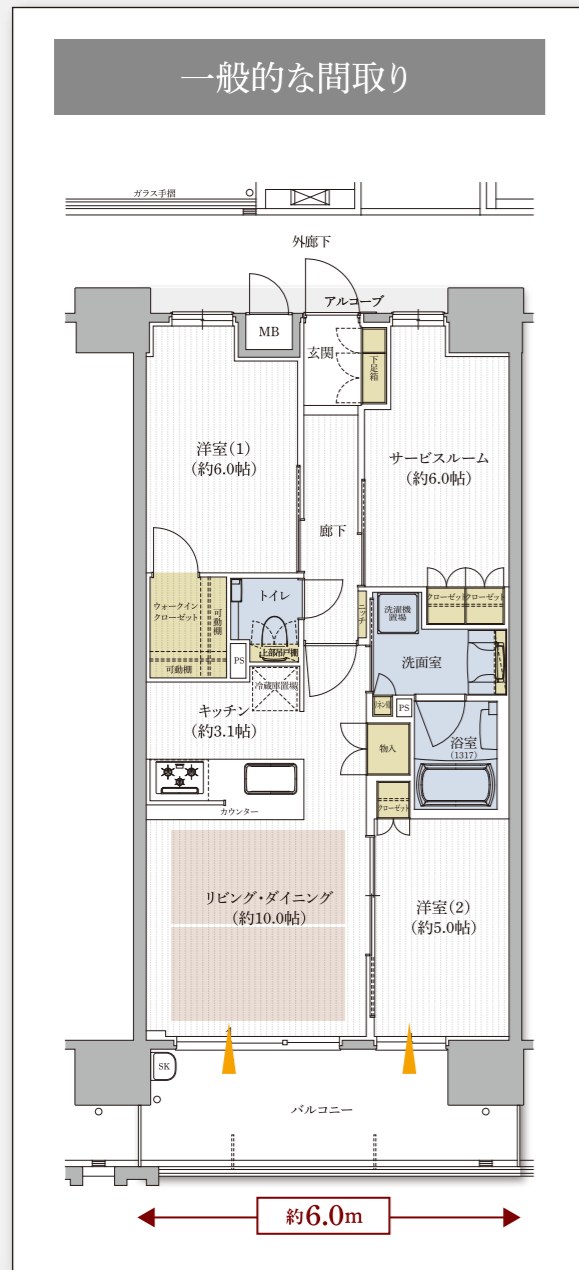 一般的な間取り
ガラス手摺
外廊下
アルコーブ
MB
玄関
下足箱
洋室(1)
(約6.0帖)
サービスルーム
(約6.0帖)
廊下
ウォークイン
クローゼット
可動棚
可動棚
トイレ
上部吊戸棚
ニッチ
洗濯機
置場
クローゼット
クローゼット
洗面室
PS
冷蔵庫置場
キッチン
(約3.1帖)
リネン庫
PS
浴室
(1317)
物入
カウンター
クローゼット
リビング・ダイニング
(約10.0帖)
洋室(2)
(約5.0帖)
SK
バルコニー
約6.0m